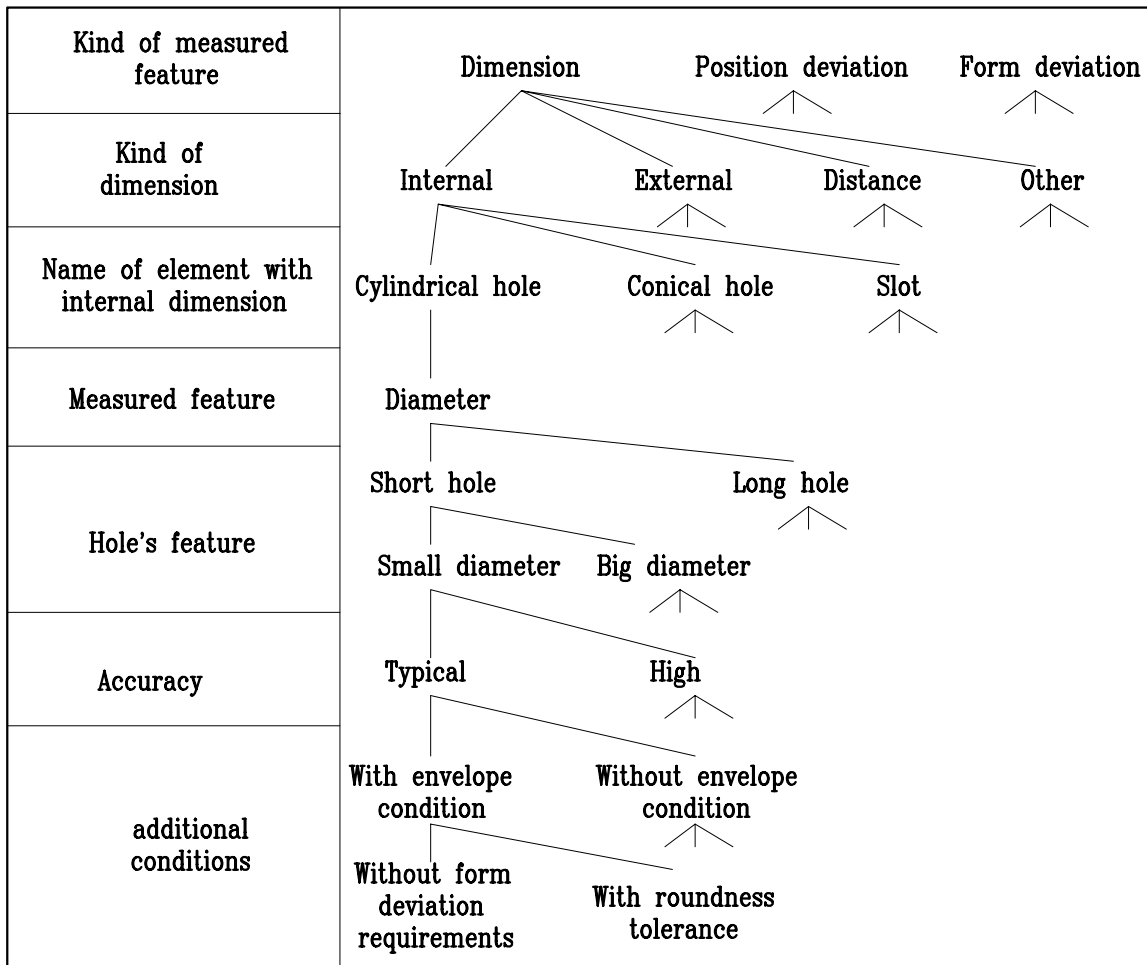 Kind of measured
feature
Dimension
Position deviation
Form deviation
Kind of
dimension
Internal
External
Distance
Other
Name of element with
internal dimension
Cylindrical hole
Conical hole
Slot
Measured feature
Diameter
Hole's feature
Short hole
Long hole
Small diameter
Big diameter
Accuracy
Typical
High
additional
conditions
With envelope
condition
Without envelope
condition
Without form
deviation
requirements
With roundness
tolerance